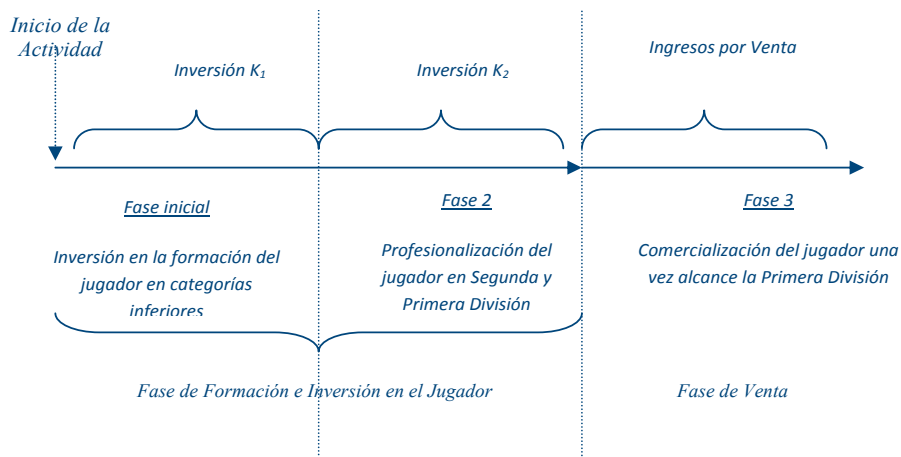 Inicio de la
Actividad
Inversión K₁
Inversión K₂
Ingresos por Venta
Fase inicial
Inversión en la formación del
jugador en categorías
inferiores
Fase 2
Profesionalización del
jugador en Segunda y
Primera División
Fase 3
Comercialización del jugador una
vez alcance la Primera División
Fase de Formación e Inversión en el Jugador
Fase de Venta